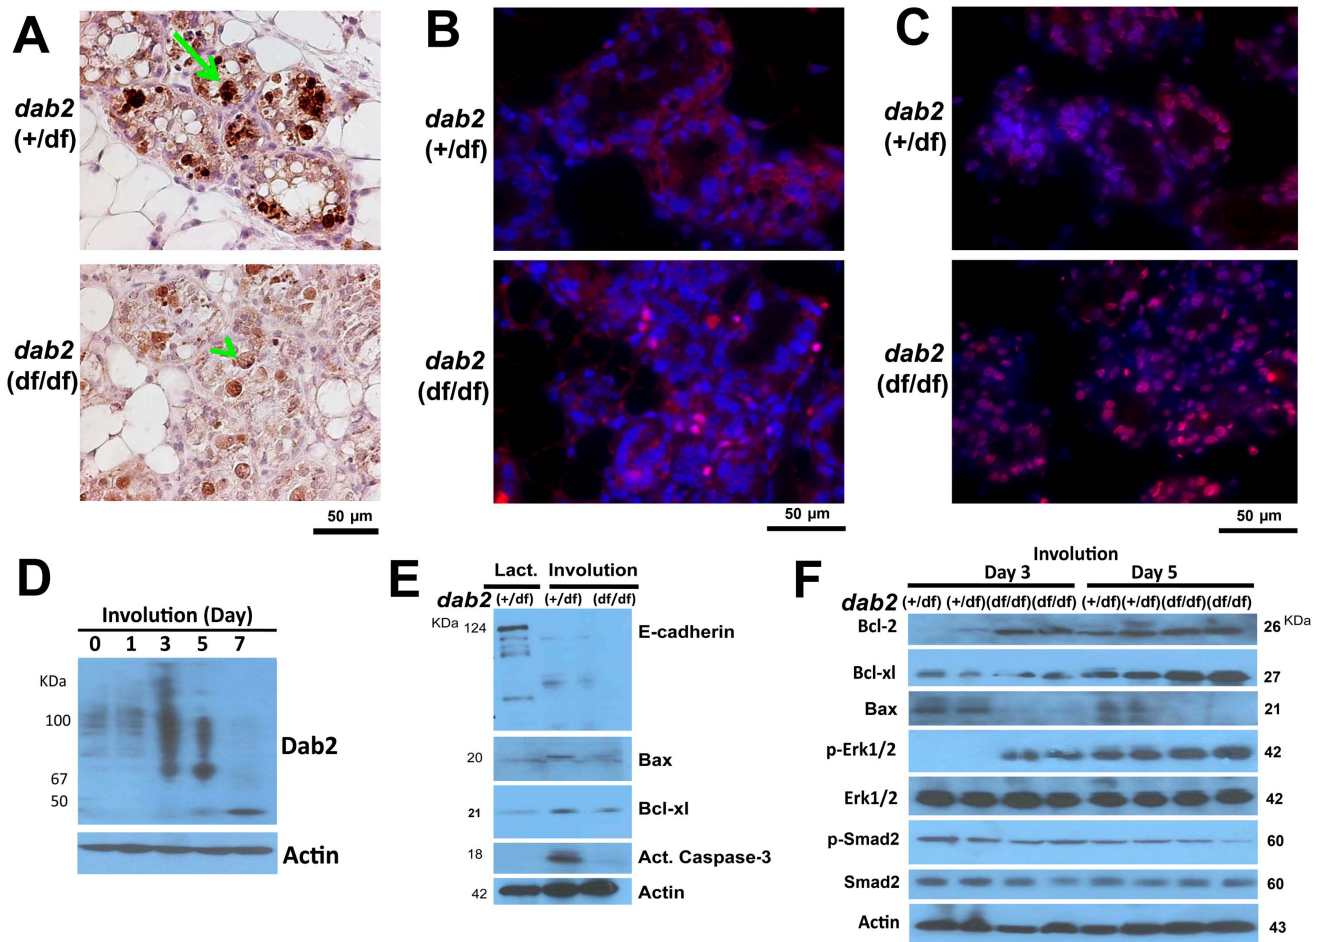 A
dab2
(+/df)
dab2
(df/df)
50 µm
B
dab2
(+/df)
dab2
(df/df)
50 µm
C
dab2
(+/df)
dab2
(df/df)
50 µm
D
Involution (Day)
0 1 3 5 7
KDa
100
67
50
Dab2
Actin
E
Lact. Involution
dab2 (+/df) (+/df) (df/df)
KDa 124 E-cadherin
20 Bax
21 Bcl-xl
18 Act. Caspase-3
42 Actin
F
Involution
Day 3 Day 5
dab2 (+/df) (+/df)(df/df)(df/df) (+/df)(+/df)(df/df)(df/df)
Bcl-2 26 KDa
Bcl-xl 27
Bax 21
p-Erk1/2 42
Erk1/2 42
p-Smad2 60
Smad2 60
Actin 43